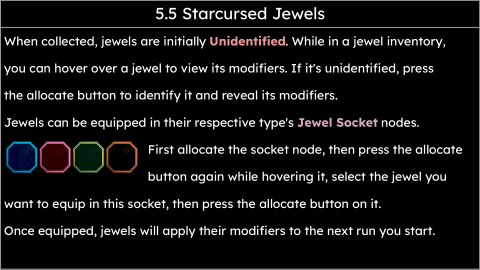 5.5 Starcursed Jewels
When collected, jewels are initially Unidentified. While in a jewel inventory,
you can hover over a jewel to view its modifiers. If it's unidentified, press
the allocate button to identify it and reveal its modifiers.
Jewels can be equipped in their respective type's Jewel Socket nodes.
First allocate the socket node, then press the allocate
button again while hovering it, select the jewel you
want to equip in this socket, then press the allocate button on it.
Once equipped, jewels will apply their modifiers to the next run you start.